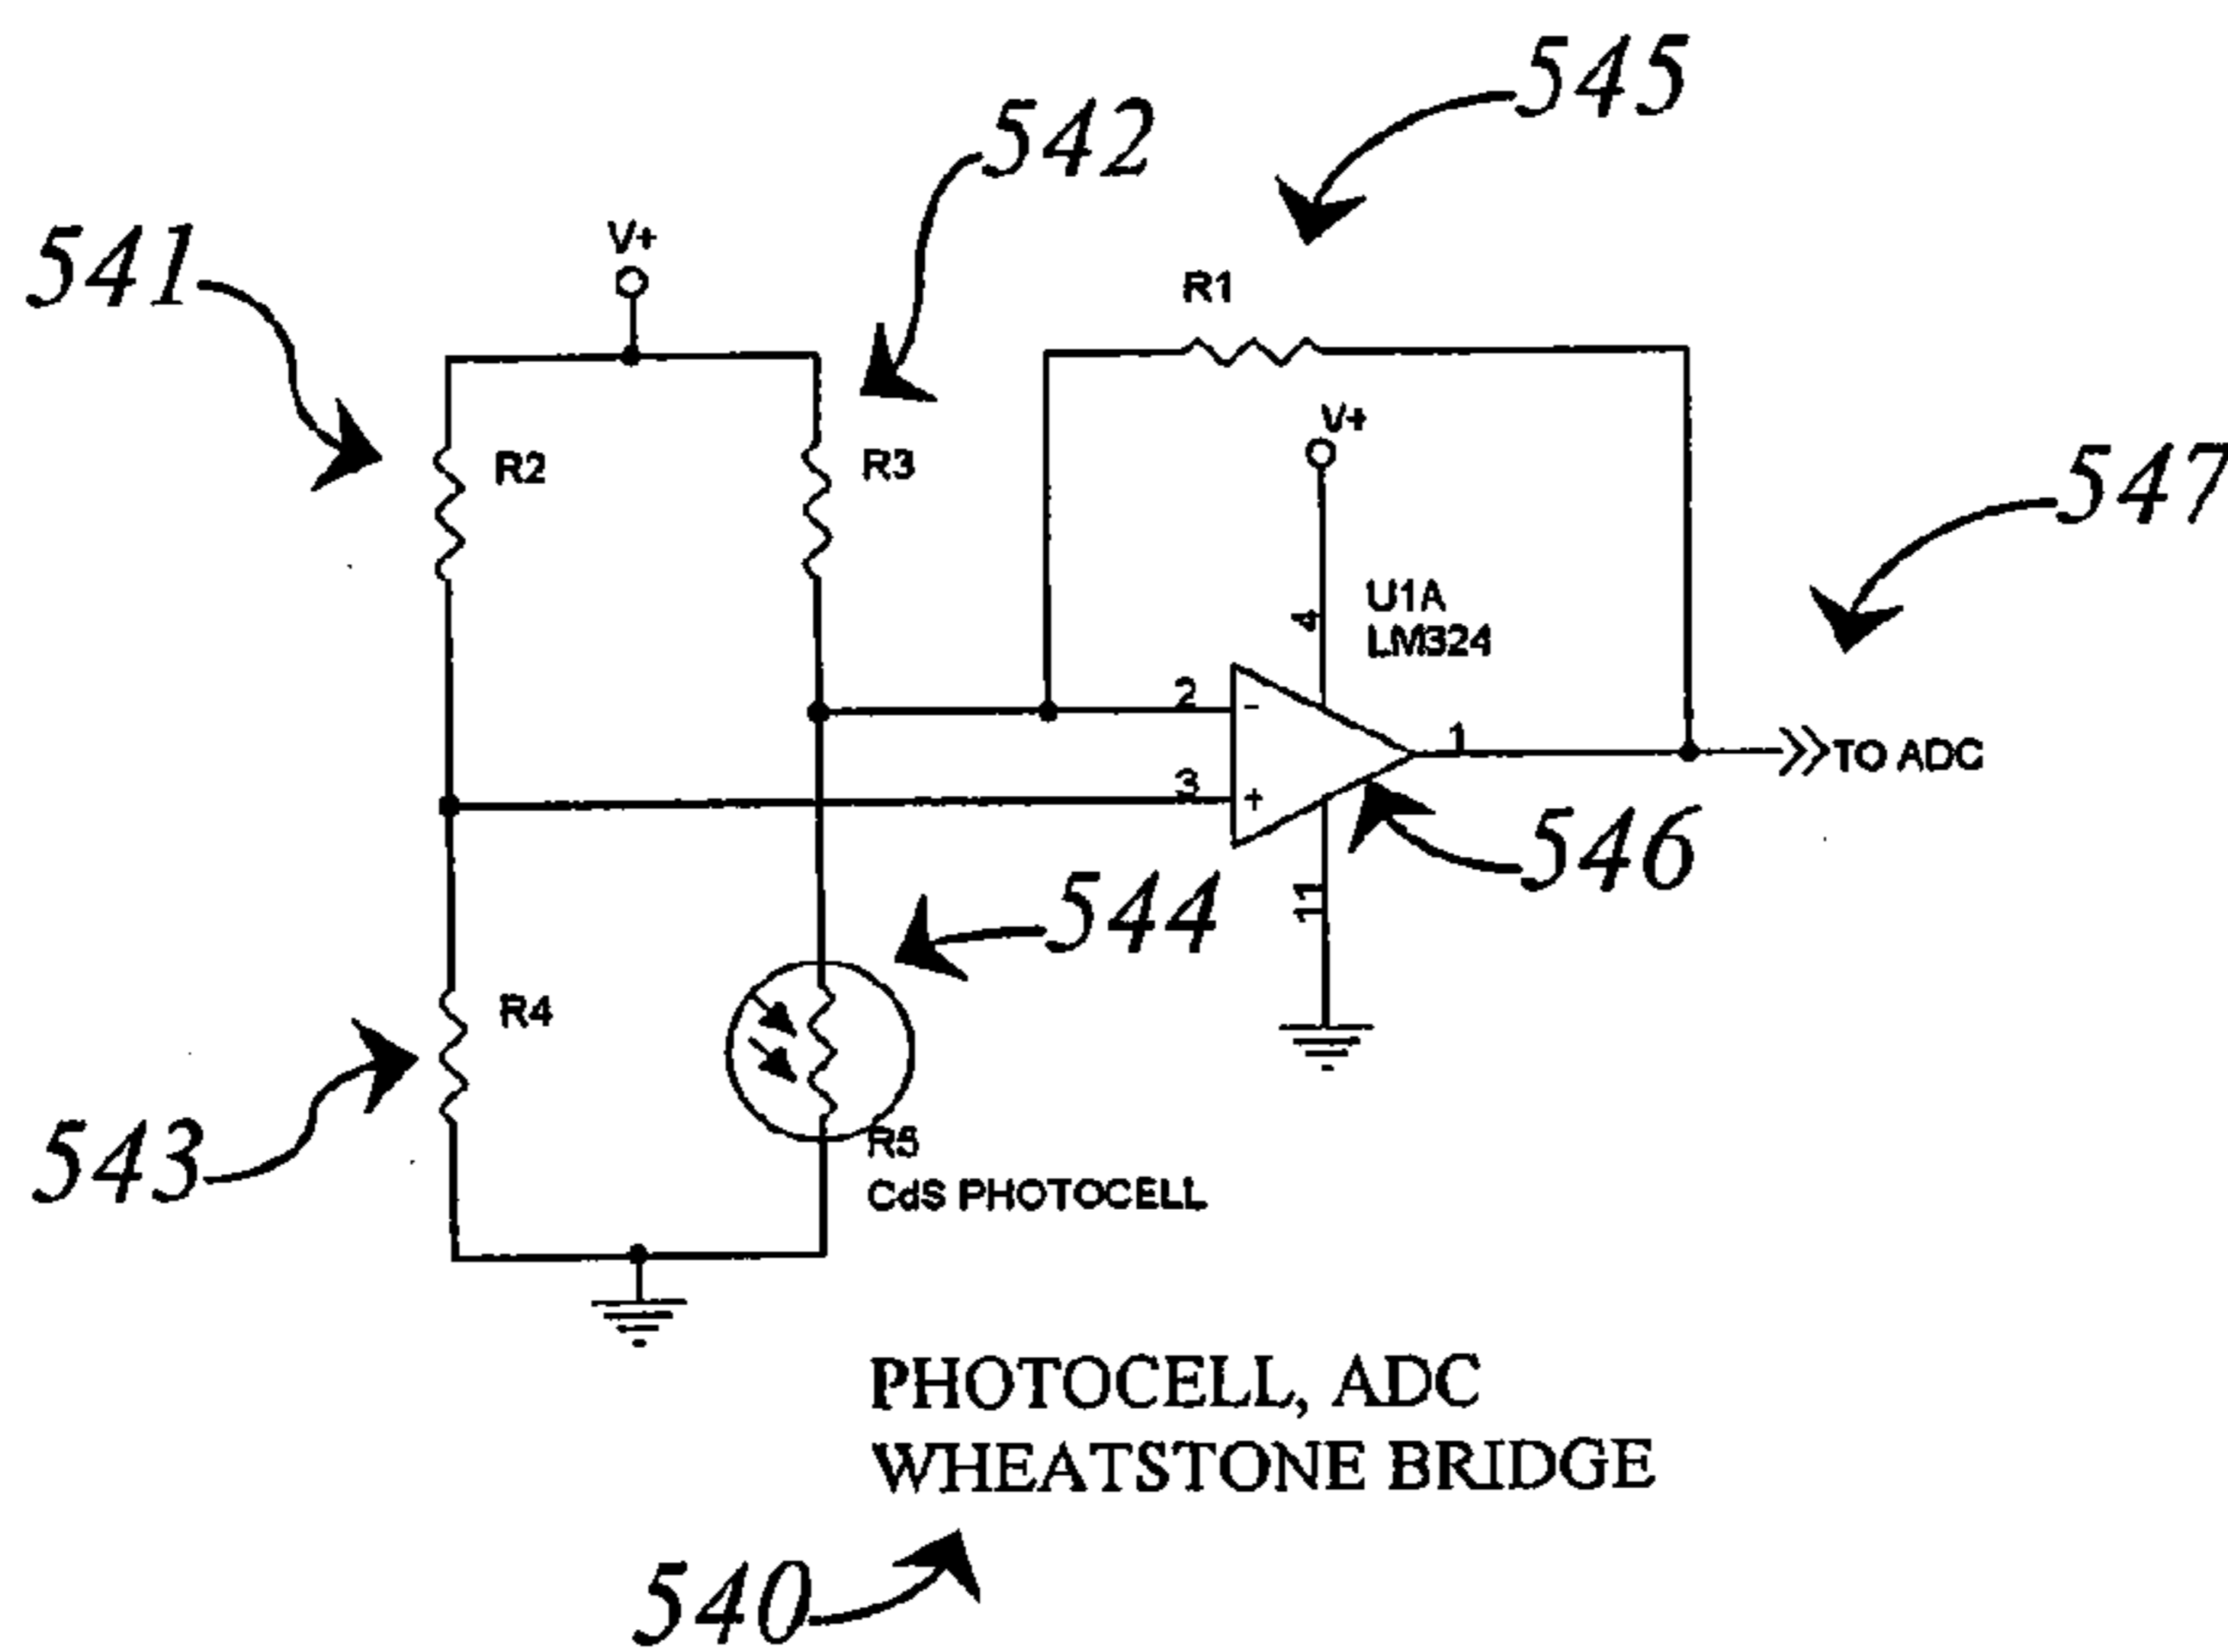 545
542
541
V+
R1
V+
R2
R3
547
U1A
LM324
4
2
-
1
TO ADC
3
+
546
544
11
R4
543
R5
CdS PHOTOCELL
PHOTOCELL, ADC
WHEATSTONE BRIDGE
540